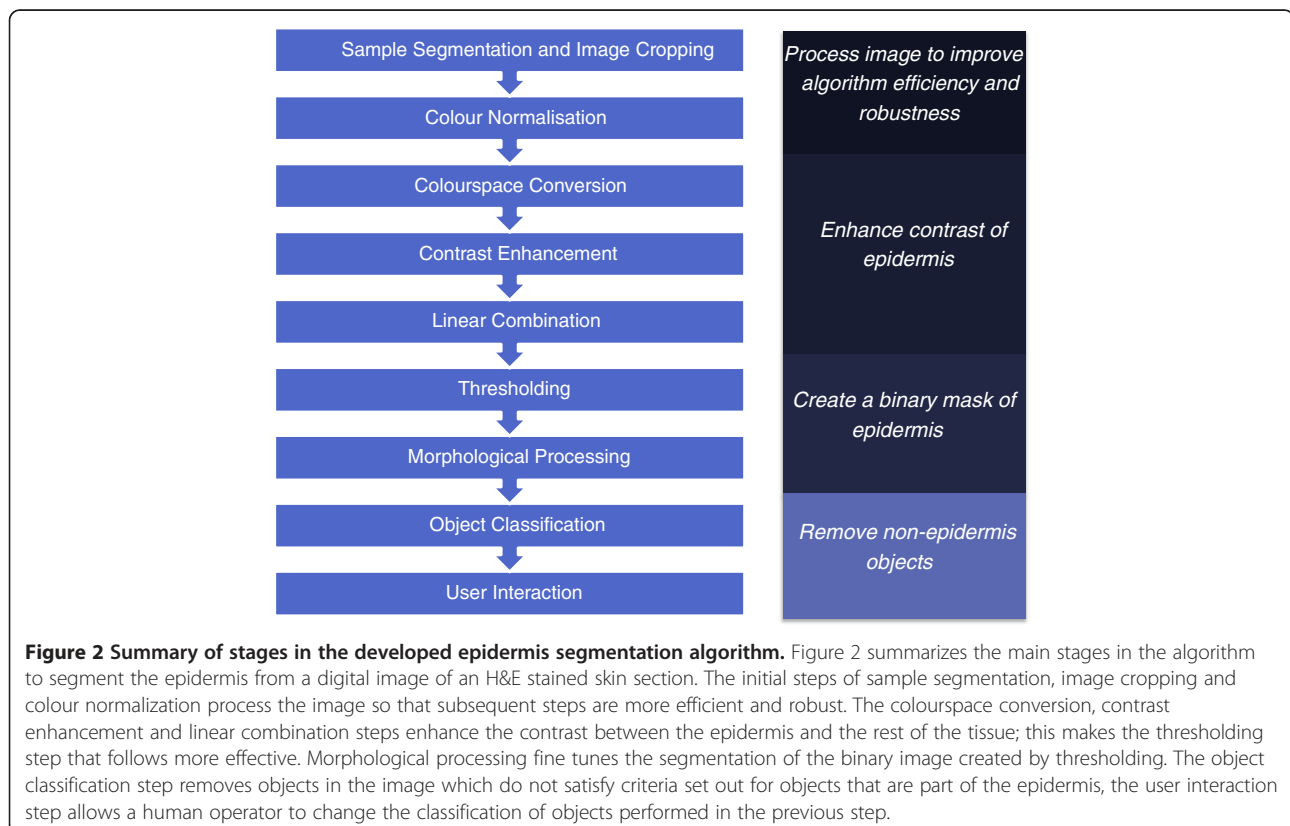 Sample Segmentation and Image Cropping
Colour Normalisation
Colourspace Conversion
Contrast Enhancement
Linear Combination
Thresholding
Morphological Processing
Object Classification
User Interaction
Process image to improve
algorithm efficiency and
robustness
Enhance contrast of
epidermis
Create a binary mask of
epidermis
Remove non-epidermis
objects
Figure 2 Summary of stages in the developed epidermis segmentation algorithm. Figure 2 summarizes the main stages in the algorithm
to segment the epidermis from a digital image of an H&E stained skin section. The initial steps of sample segmentation, image cropping and
colour normalization process the image so that subsequent steps are more efficient and robust. The colourspace conversion, contrast
enhancement and linear combination steps enhance the contrast between the epidermis and the rest of the tissue; this makes the thresholding
step that follows more effective. Morphological processing fine tunes the segmentation of the binary image created by thresholding. The object
classification step removes objects in the image which do not satisfy criteria set out for objects that are part of the epidermis, the user interaction
step allows a human operator to change the classification of objects performed in the previous step.